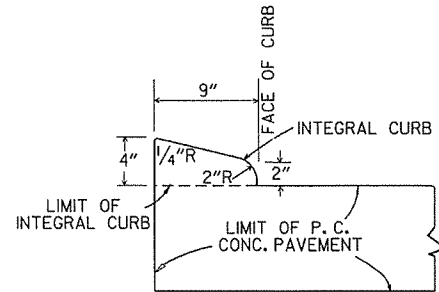 FACE OF CURB
9"
INTEGRAL CURB
4"
1/4"R
2"R
2"
LIMIT OF
INTEGRAL CURB
LIMIT OF P.C.
CONC. PAVEMENT